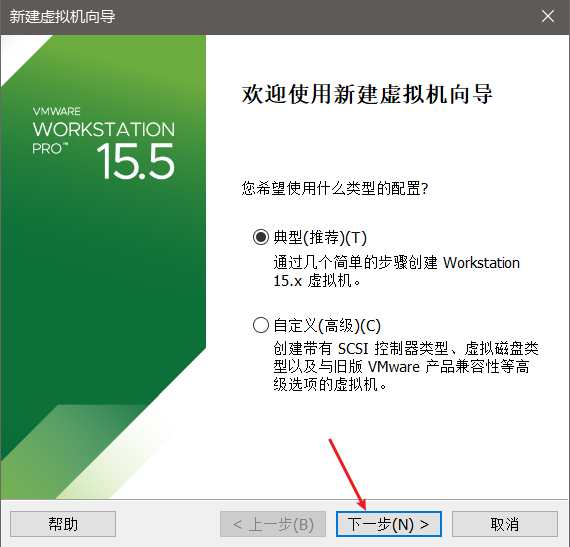 新建虚拟机向导
VMWARE
WORKSTATION
PRO™
15.5
欢迎使用新建虚拟机向导
您希望使用什么类型的配置?
典型(推荐)(T)
通过几个简单的步骤创建 Workstation
15.x 虚拟机。
自定义(高级)(C)
创建带有 SCSI 控制器类型、虚拟磁盘类
型以及与旧版 VMware 产品兼容性等高
级选项的虚拟机。
帮助
< 上一步(B)
下一步(N) >
取消